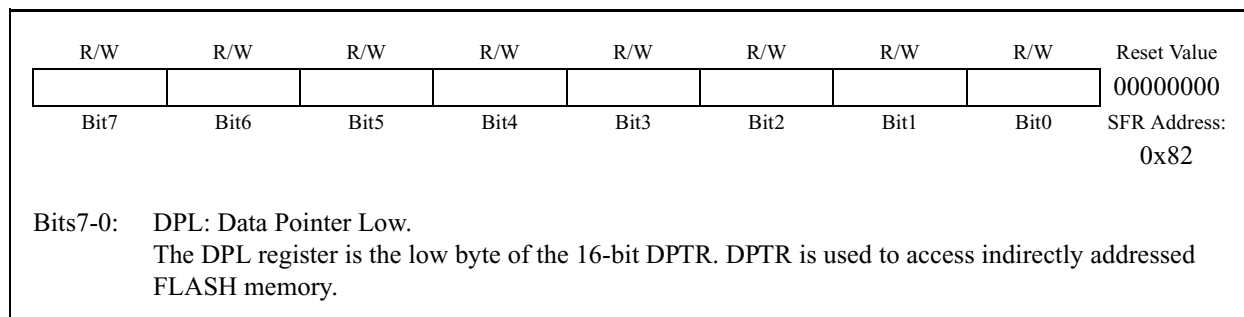 R/W R/W R/W R/W R/W R/W R/W R/W Reset Value
00000000
Bit7 Bit6 Bit5 Bit4 Bit3 Bit2 Bit1 Bit0 SFR Address:
0x82
Bits7-0: DPL: Data Pointer Low.
The DPL register is the low byte of the 16-bit DPTR. DPTR is used to access indirectly addressed
FLASH memory.